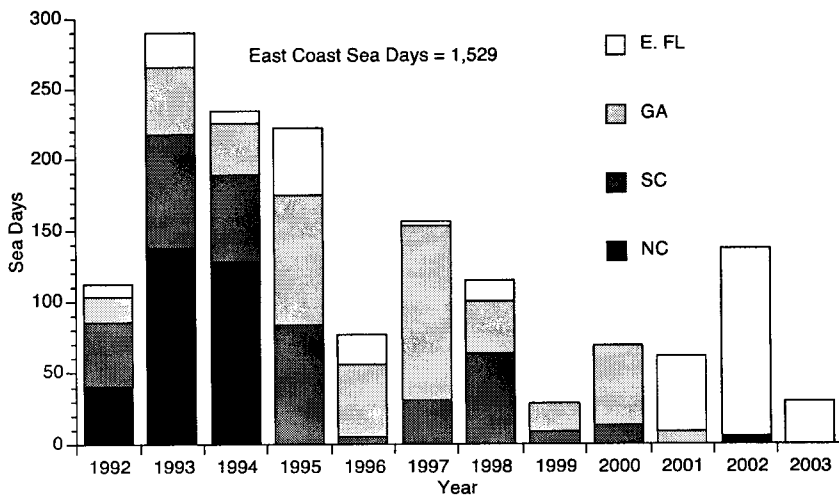 300
250
200
150
100
50
0
Sea Days
East Coast Sea Days = 1,529
E. FL
GA
SC
NC
1992 1993 1994 1995 1996 1997 1998 1999 2000 2001 2002 2003
Year